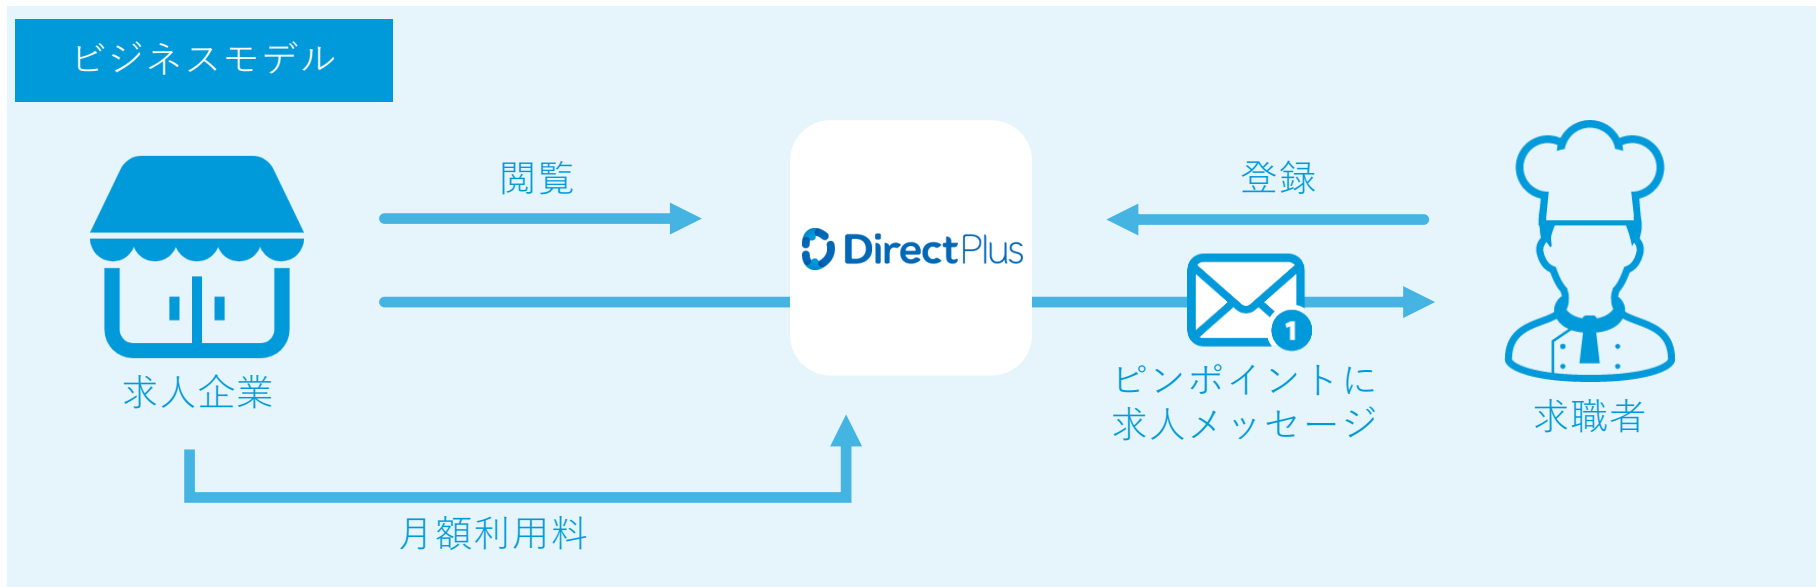 ビジネスモデル
閲覧
登録
DirectPlus
1
求人企業
ピンポイントに
求人メッセージ
求職者
月額利用料